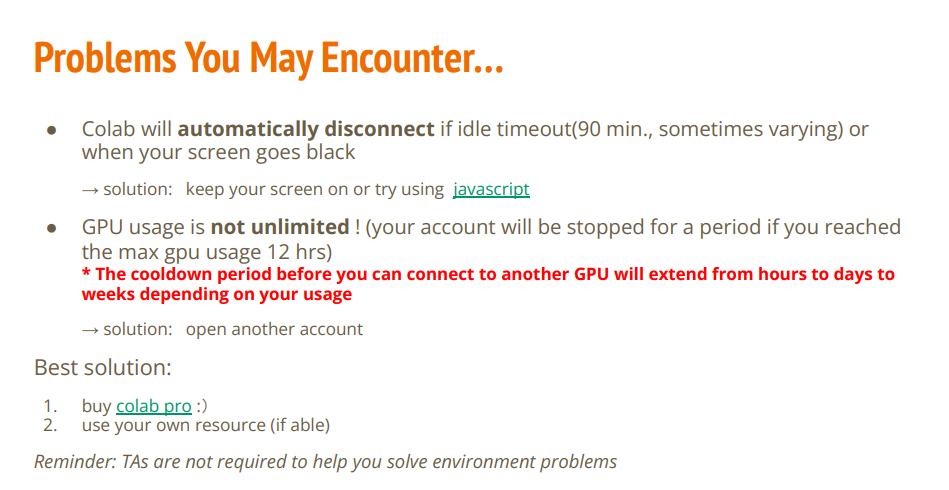 Problems You May Encounter...
● Colab will automatically disconnect if idle timeout(90 min., sometimes varying) or
when your screen goes black
→ solution: keep your screen on or try using javascript
● GPU usage is not unlimited ! (your account will be stopped for a period if you reached
the max gpu usage 12 hrs)
* The cooldown period before you can connect to another GPU will extend from hours to days to
weeks depending on your usage
→ solution: open another account
Best solution:
1. buy colab pro :)
2. use your own resource (if able)
Reminder: TAs are not required to help you solve environment problems